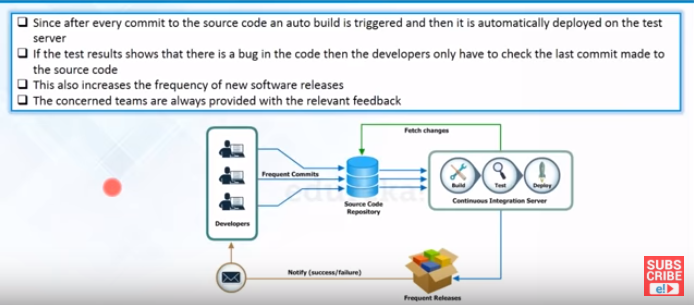 Since after every commit to the source code an auto build is triggered and then it is automatically deployed on the test
server
If the test results shows that there is a bug in the code then the developers only have to check the last commit made to
the source code
This also increases the frequency of new software releases
The concerned teams are always provided with the relevant feedback
Fetch changes
Frequent Commits
Build
Test
Deploy
Source Code
Repository
Continuous Integration Server
Developers
Notify (success/failure)
Frequent Releases
SUBS
CRIBE
e!